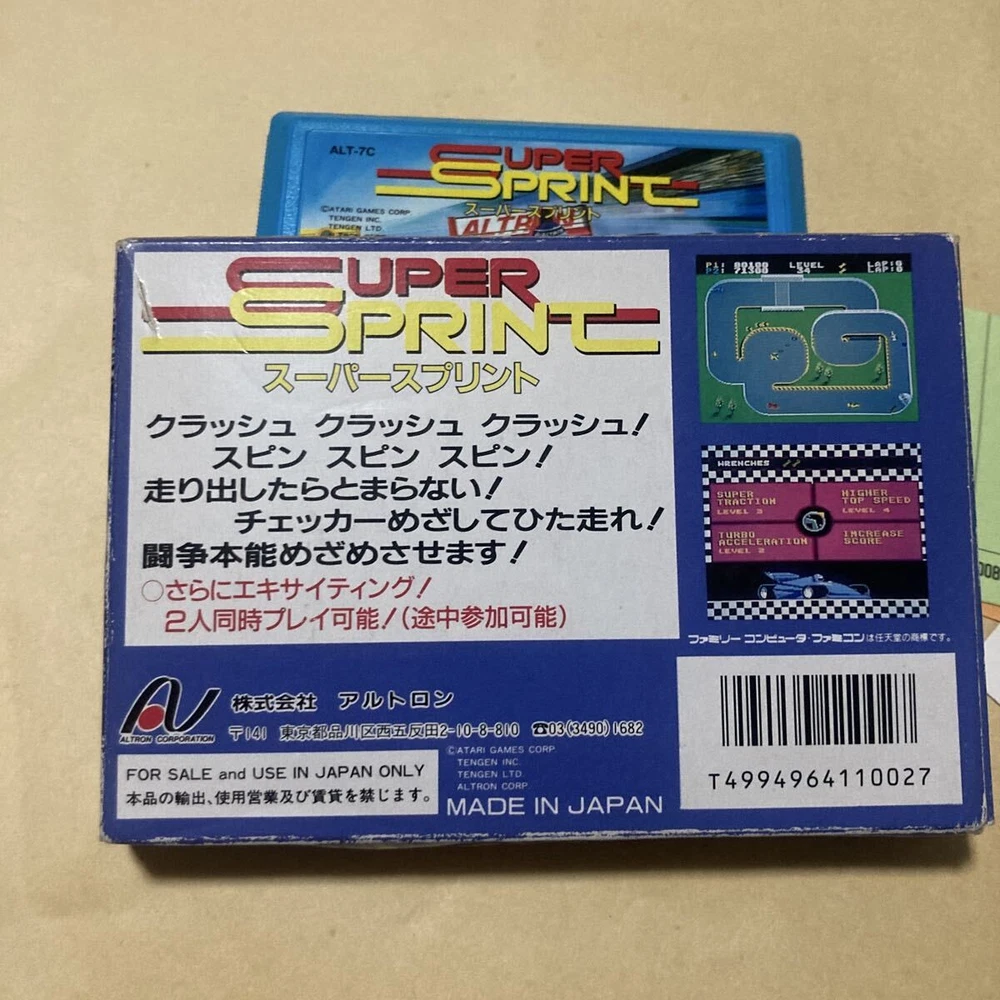 ALT-7C
SUPER
SPRINT
スーパースプリント
©ATARI GAMES CORP.
TENGEN INC.
TENGEN LTD.
SUPER
SPRINT
スーパースプリント
クラッシュ クラッシュ クラッシュ!
スピン スピン スピン!
走り出したらとまらない!
チェッカーめざしてひた走れ!
闘争本能めざめさせます!
○さらにエキサイティング!
2人同時プレイ可能!(途中参加可能)
P1: 80100 LEVEL LAP:6
P2: 71300 34 LAP:0
WRENCHES
SUPER
TRACTION
LEVEL 3
HIGHER
TOP SPEED
LEVEL 4
TURBO
ACCELERATION
LEVEL 2
INCREASE
SCORE
ファミリー コンピュータ・ファミコンは任天堂の商標です。
ALTRON CORPORATION
株式会社 アルトロン
〒141 東京都品川区西五反田2-10-8-810 ☎03(3490)1682
FOR SALE and USE IN JAPAN ONLY
本品の輸出、使用営業及び賃貸を禁じます。
©ATARI GAMES CORP.
TENGEN INC.
TENGEN LTD.
ALTRON CORP.
MADE IN JAPAN
T4994964110027